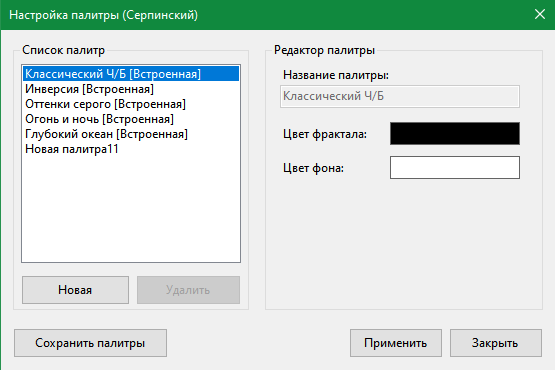 Настройка палитры (Серпинский)
Список палитр
Классический Ч/Б [Встроенная]
Инверсия [Встроенная]
Оттенки серого [Встроенная]
Огонь и ночь [Встроенная]
Глубокий океан [Встроенная]
Новая палитра11
Новая
Удалить
Редактор палитры
Название палитры:
Классический Ч/Б
Цвет фрактала:
Цвет фона:
Сохранить палитры
Применить
Закрыть